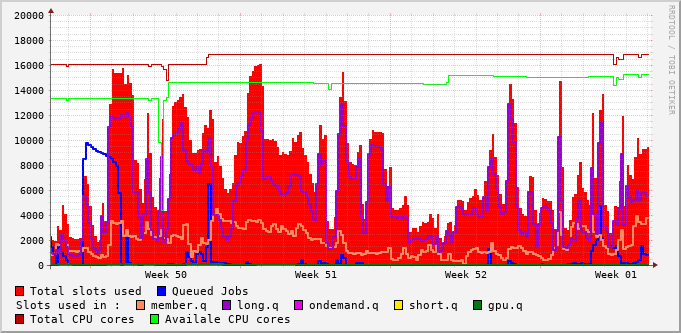 20000
18000
16000
14000
12000
10000
8000
6000
4000
2000
0
Week 50 Week 51 Week 52 Week 01
Total slots used Queued Jobs
Slots used in : member.q long.q ondemand.q short.q gpu.q
Total CPU cores Availale CPU cores
RRDTOOL / TOBI OETIKER